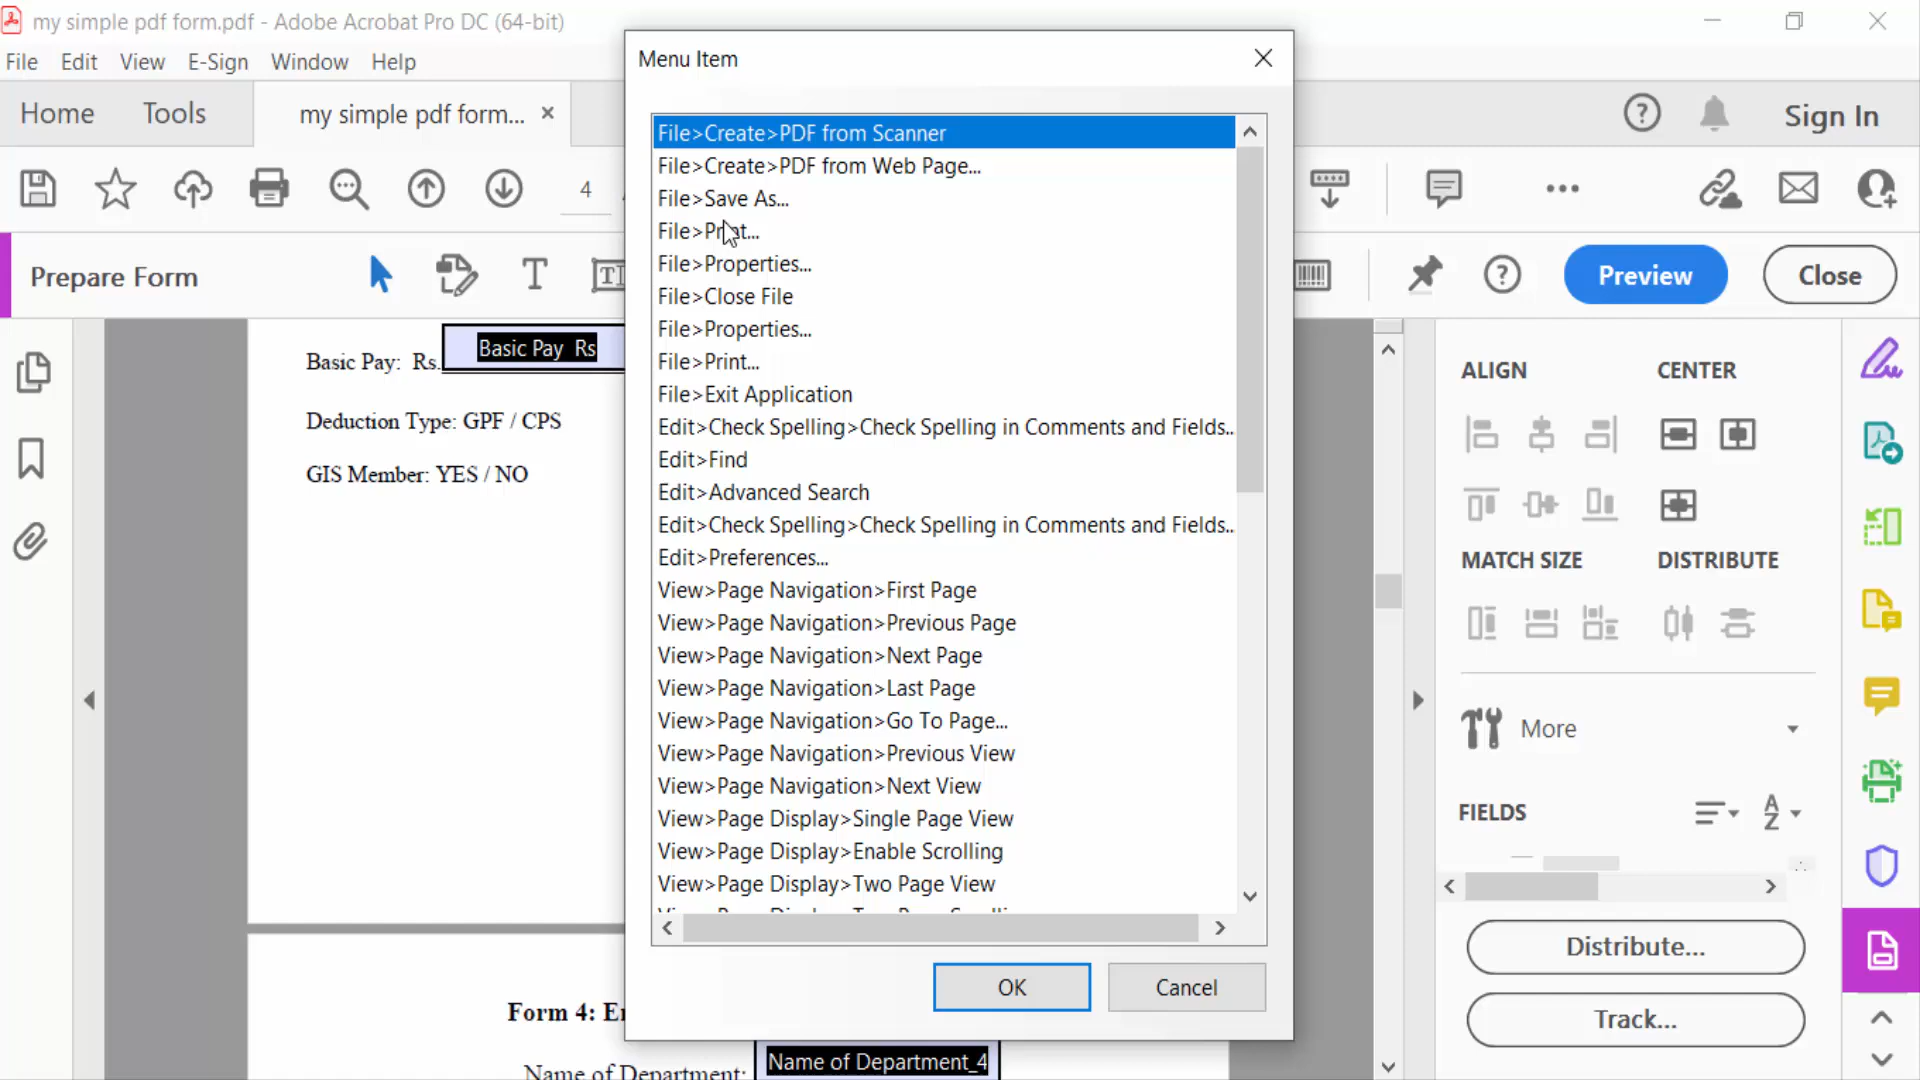 my simple pdf form.pdf - Adobe Acrobat Pro DC (64-bit)
File Edit View E-Sign Window Help
Home Tools my simple pdf form...
Sign In
4
Prepare Form
Preview
Close
Menu Item
File>Create>PDF from Scanner
File>Create>PDF from Web Page...
File>Save As...
File>Print...
File>Properties...
File>Close File
File>Properties...
File>Print...
File>Exit Application
Edit>Check Spelling>Check Spelling in Comments and Fields..
Edit>Find
Edit>Advanced Search
Edit>Check Spelling>Check Spelling in Comments and Fields..
Edit>Preferences...
View>Page Navigation>First Page
View>Page Navigation>Previous Page
View>Page Navigation>Next Page
View>Page Navigation>Last Page
View>Page Navigation>Go To Page...
View>Page Navigation>Previous View
View>Page Navigation>Next View
View>Page Display>Single Page View
View>Page Display>Enable Scrolling
View>Page Display>Two Page View
OK
Cancel
Basic Pay: Rs. Basic Pay Rs
Deduction Type: GPF / CPS
GIS Member: YES / NO
Form 4:
Name of Department: Name of Department_4
ALIGN CENTER
MATCH SIZE DISTRIBUTE
More
FIELDS
Distribute...
Track...